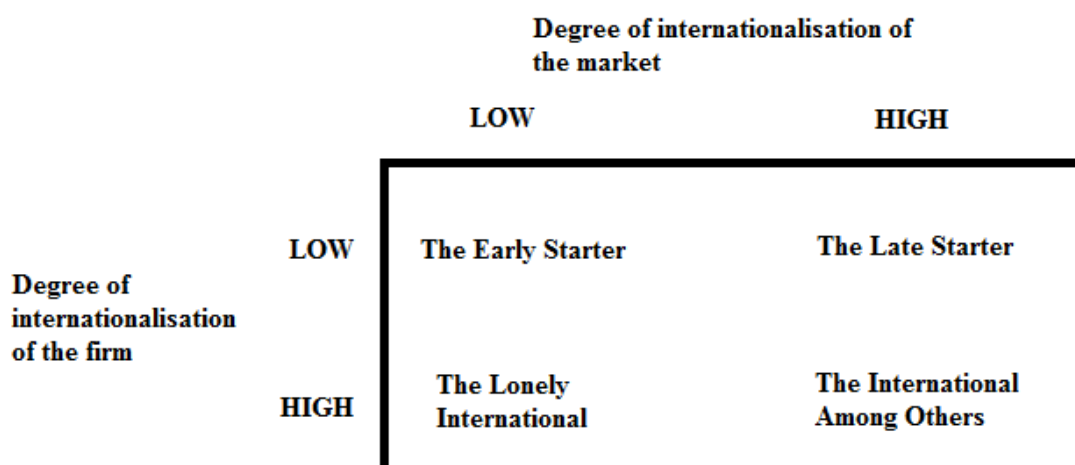 Degree of internationalisation of
the market
LOW
HIGH
LOW
The Early Starter
The Late Starter
Degree of
internationalisation
of the firm
HIGH
The Lonely
International
The International
Among Others